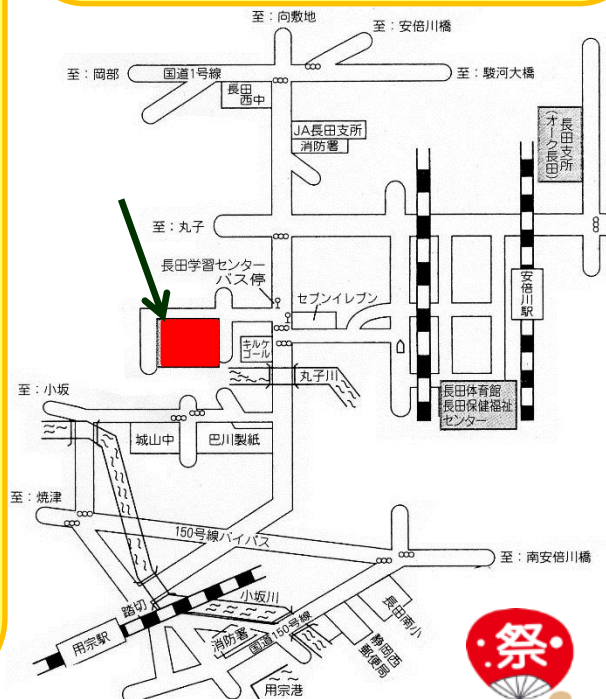 至：向敷地
至：安倍川橋
至：岡部
国道1号線
至：駿河大橋
長田
西中
JA長田支所
消防署
長田支所
(オーク長田)
至：丸子
長田学習センター
バス停
セブンイレブン
安倍川駅
キルケ
ゴール
丸子川
至：小坂
長田体育館
長田保健福祉
センター
城山中
巴川製紙
至：焼津
150号線バイパス
至：南安倍川橋
踏切
小坂川
用宗駅
消防署
国道150号線
長田南小
静岡西
郵便局
用宗港
祭